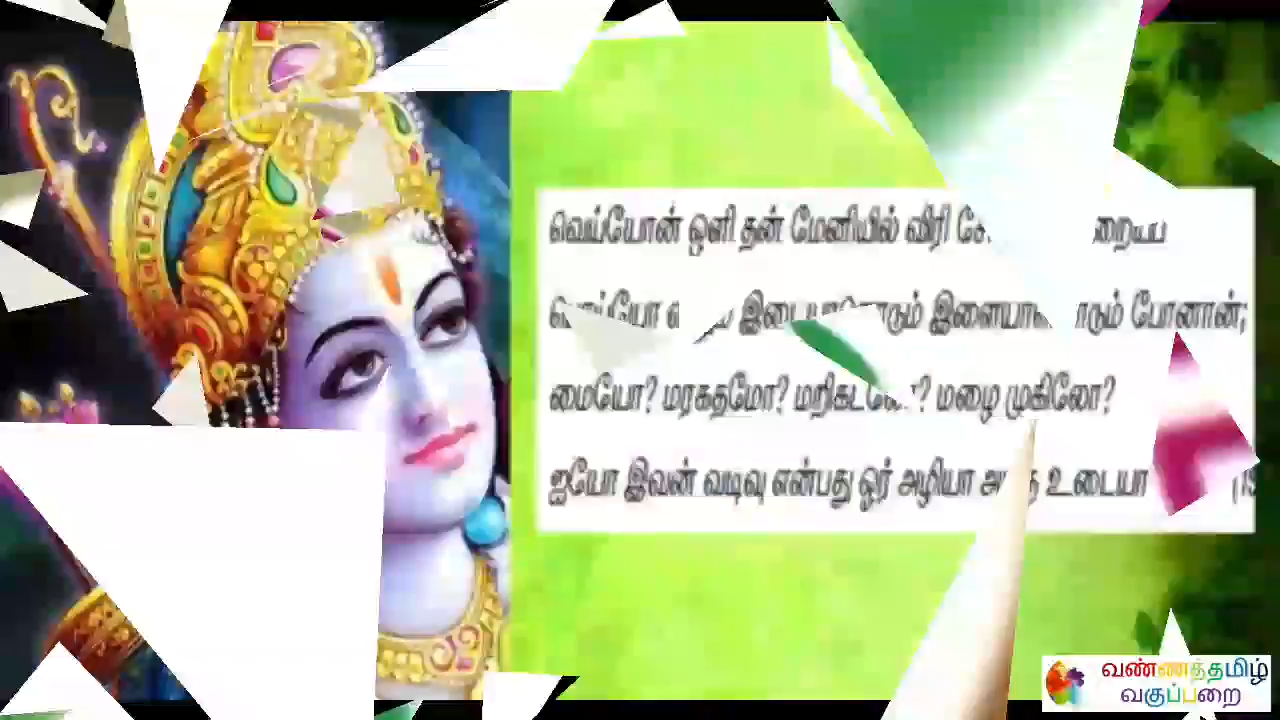 வெய்யோன் ஒளி தன் மேனியில் விரி
இளையானொடும் போனான்;
மையோ? மரகதமோ? மறிகடலோ? மழை முகிலோ?
ஐயோ இவன் வடிவு என்பது ஓர் அழியா உடையா
வண்ணத்தமிழ்
வகுப்பறை